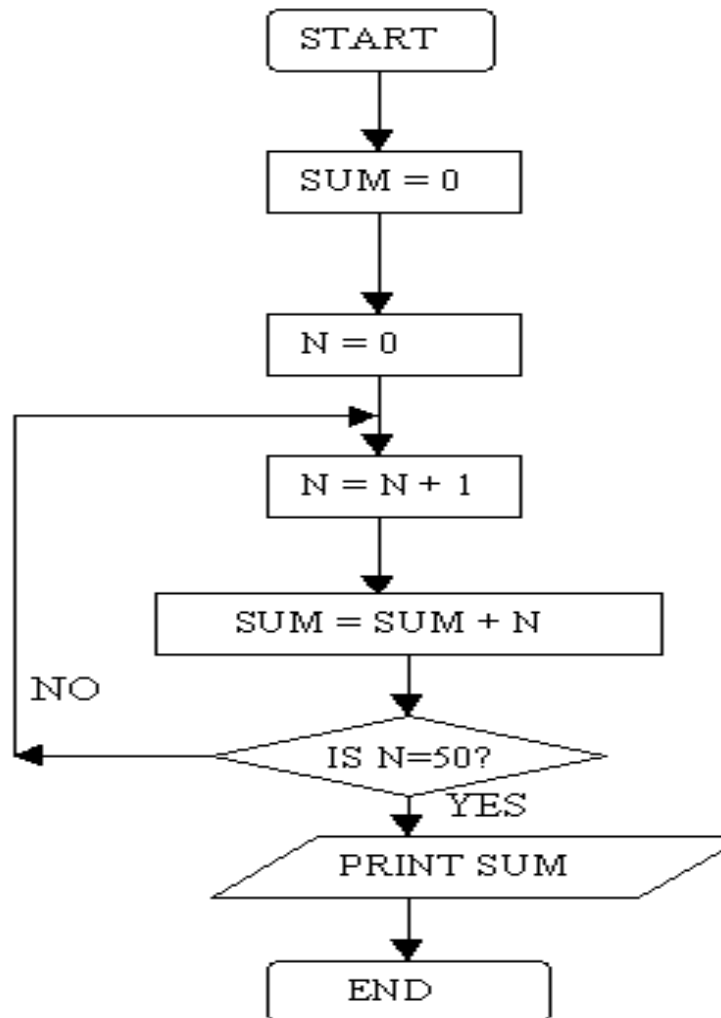 START
SUM = 0
N = 0
N = N + 1
SUM = SUM + N
NO
IS N=50?
YES
PRINT SUM
END